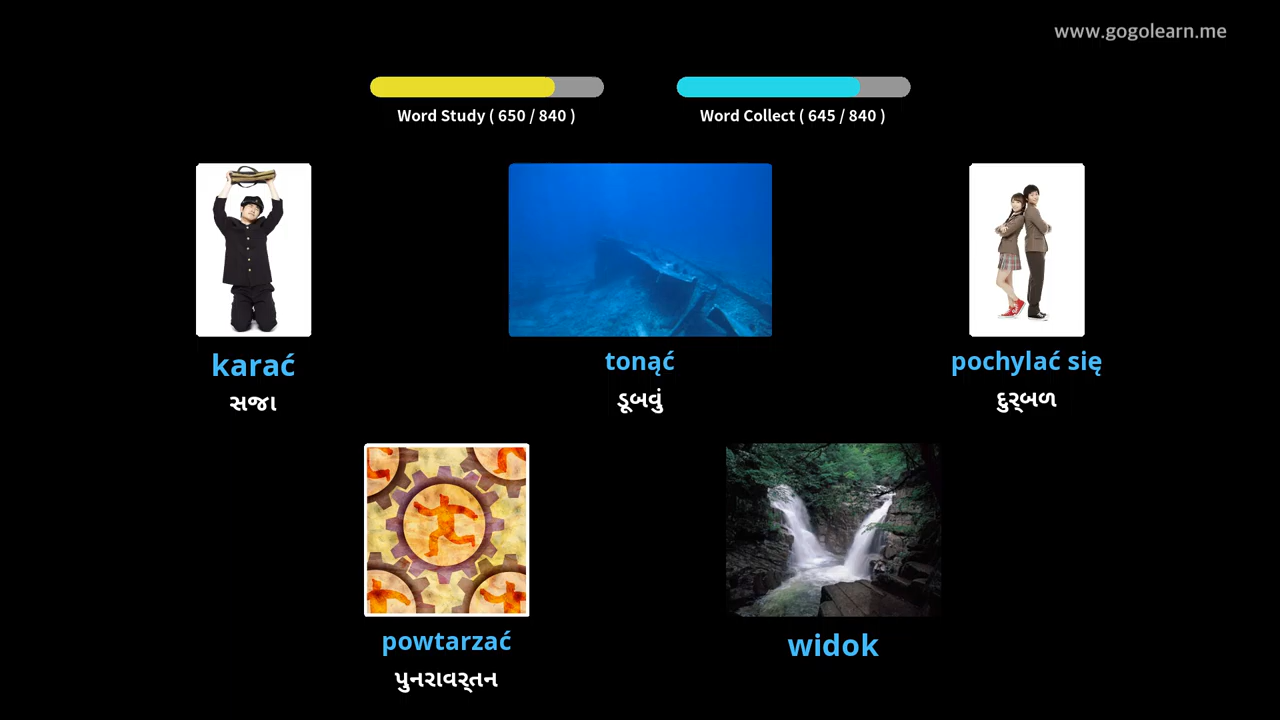 www.gogolearn.me
Word Study ( 650 / 840 )
Word Collect ( 645 / 840 )
karać
સજા
tonąć
ડૂબવું
pochylać się
દુર્બળ
powtarzać
પુનરાવર્તન
widok